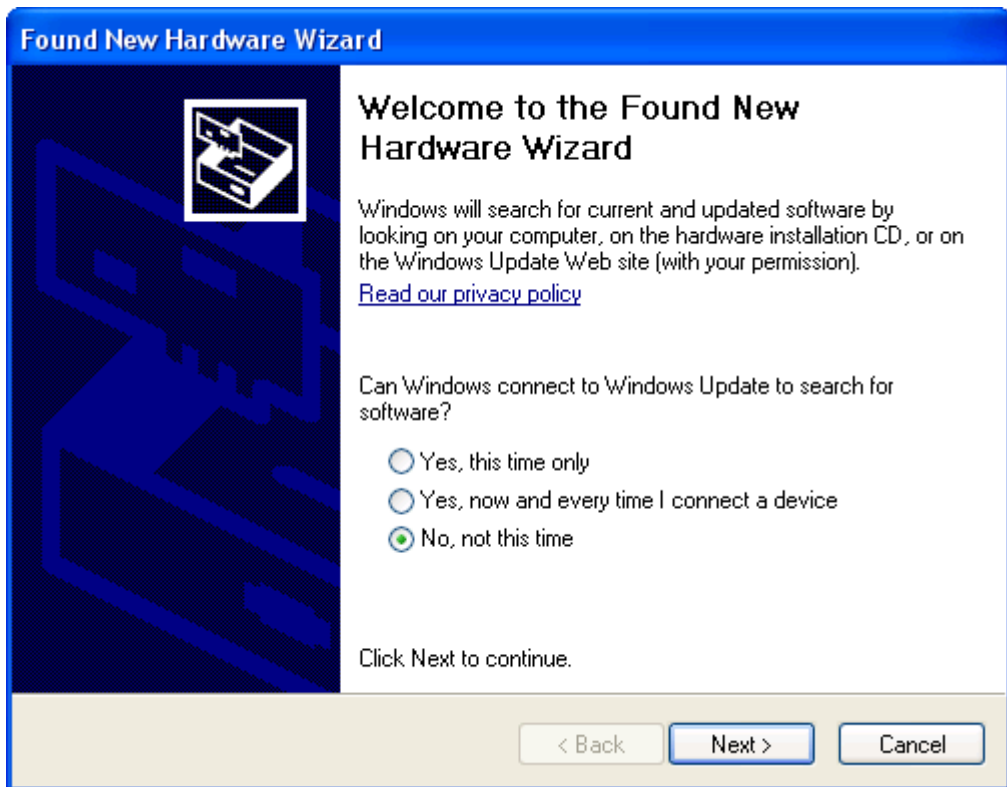 Found New Hardware Wizard
Welcome to the Found New
Hardware Wizard
Windows will search for current and updated software by
looking on your computer, on the hardware installation CD, or on
the Windows Update Web site (with your permission).
Read our privacy policy
Can Windows connect to Windows Update to search for
software?
Yes, this time only
Yes, now and every time I connect a device
No, not this time
Click Next to continue.
< Back
Next >
Cancel